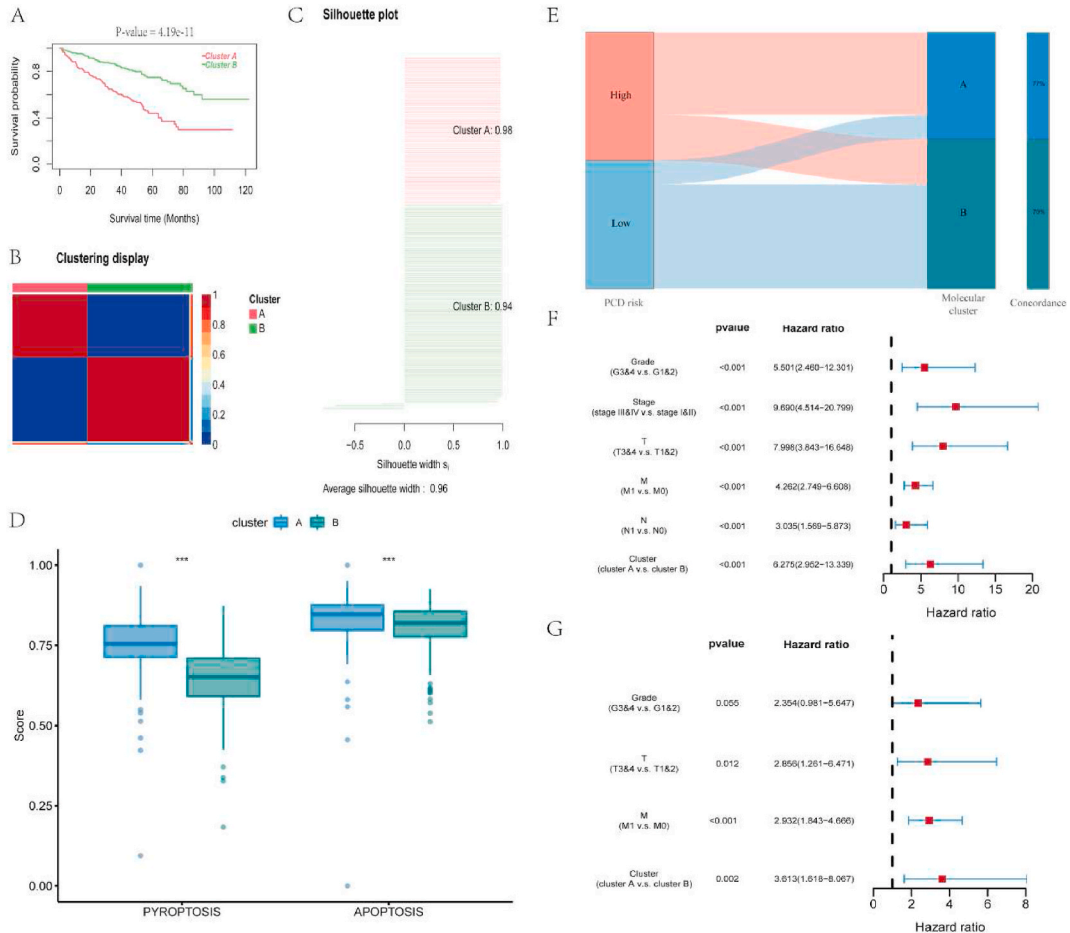 A
P-value = 4.19e-11
Cluster A
Cluster B
Survival probability
0.8
0.4
0.0
0 20 40 60 80 100 120
Survival time (Months)
B
Clustering display
1
0.8
0.6
0.4
0.2
0
Cluster
A
B
C
Silhouette plot
Cluster A: 0.98
Cluster B: 0.94
−0.5 0.0 0.5 1.0
Silhouette width si
Average silhouette width : 0.96
D
cluster A B
***
***
Score
1.00
0.75
0.50
0.25
0.00
PYROPTOSIS APOPTOSIS
E
High
Low
A
B
PCD risk
Molecular
cluster
Concordance
F
pvalue Hazard ratio
Grade
(G3&4 v.s. G1&2) <0.001 5.501(2.460−12.301)
Stage
(stage III&IV v.s. stage I&II) <0.001 9.690(4.514−20.799)
T
(T3&4 v.s. T1&2) <0.001 7.998(3.843−16.648)
M
(M1 v.s. M0) <0.001 4.262(2.749−6.608)
N
(N1 v.s. N0) <0.001 3.035(1.569−5.873)
Cluster
(cluster A v.s. cluster B) <0.001 6.275(2.952−13.339)
0 5 10 15 20
Hazard ratio
G
pvalue Hazard ratio
Grade
(G3&4 v.s. G1&2) 0.055 2.354(0.981−5.647)
T
(T3&4 v.s. T1&2) 0.012 2.856(1.261−6.471)
M
(M1 v.s. M0) <0.001 2.932(1.843−4.666)
Cluster
(cluster A v.s. cluster B) 0.002 3.613(1.618−8.067)
2 4 6 8
Hazard ratio